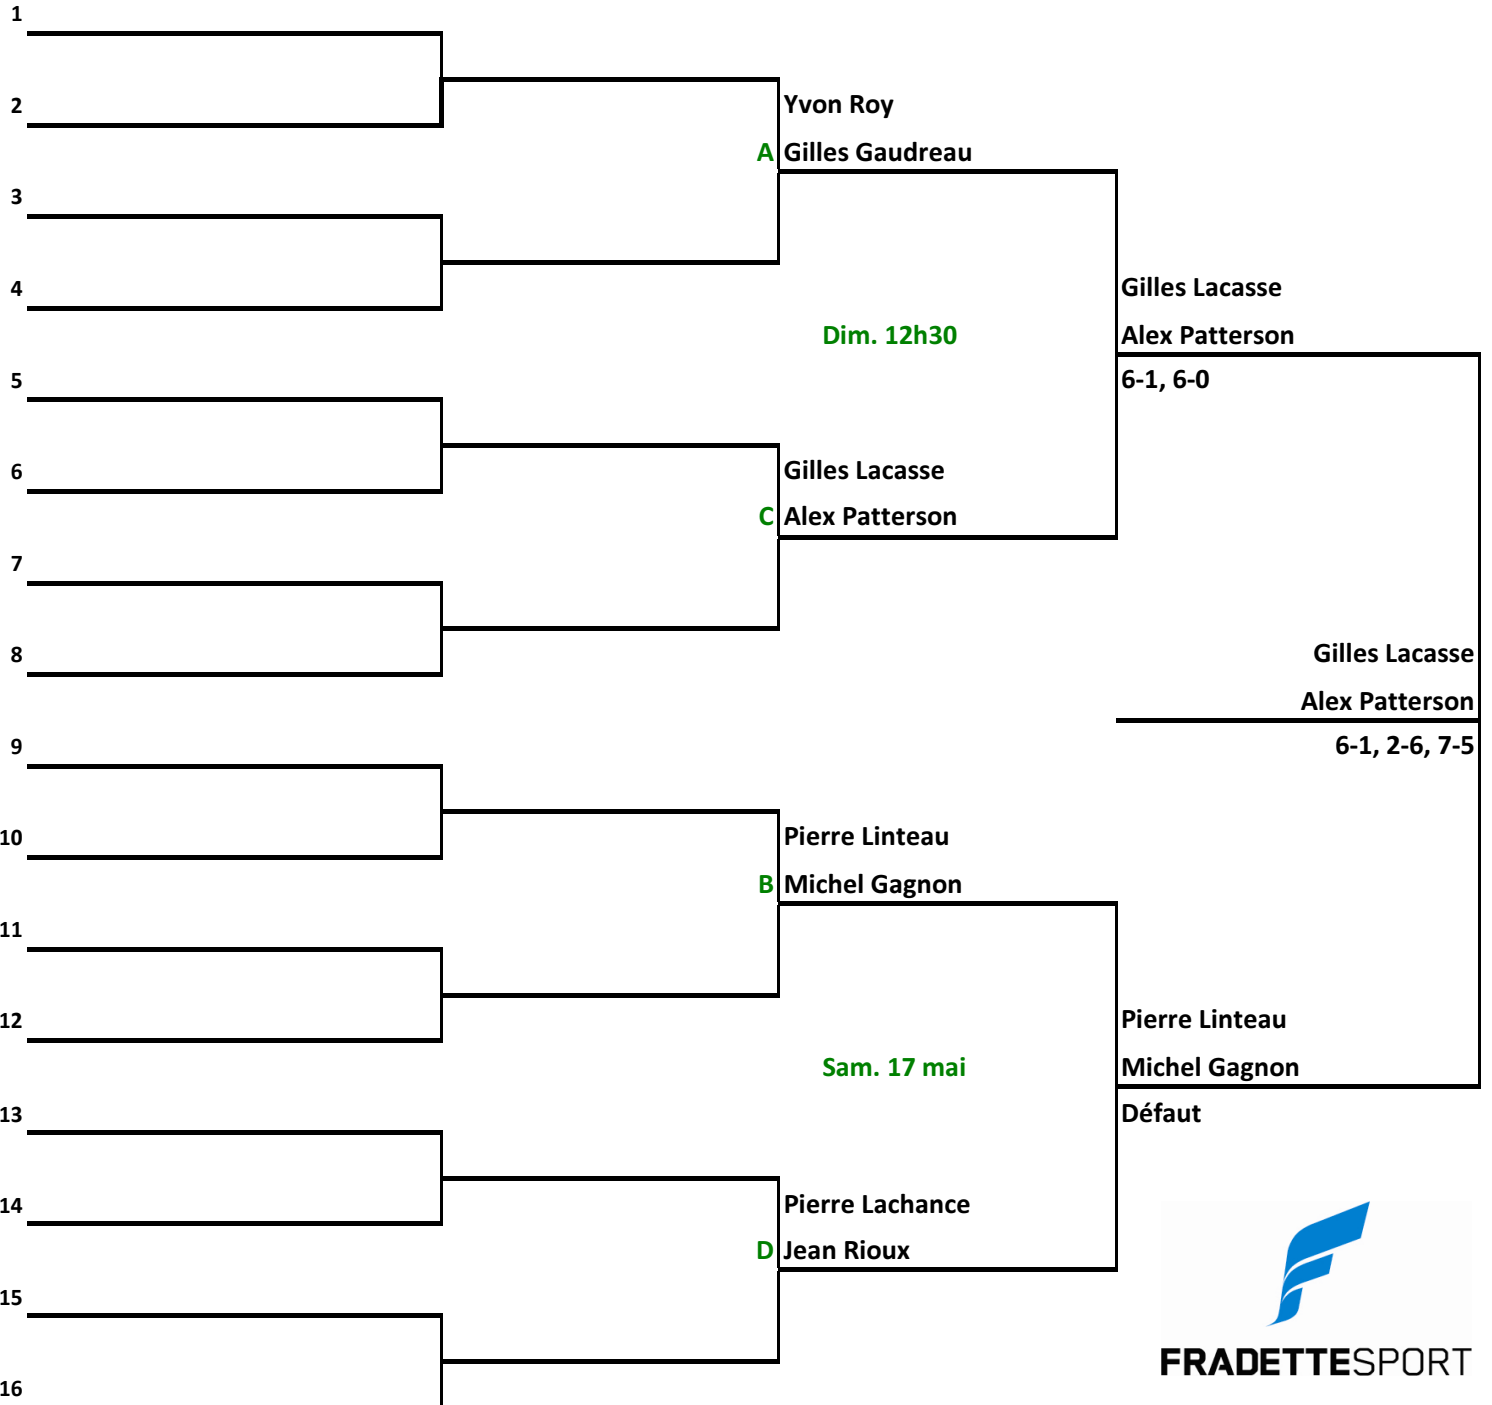 1
2
Yvon Roy
A Gilles Gaudreau
3
4
Gilles Lacasse
Dim. 12h30
Alex Patterson
5
6-1, 6-0
6
Gilles Lacasse
C Alex Patterson
7
8
Gilles Lacasse
Alex Patterson
9
6-1, 2-6, 7-5
10
Pierre Linteau
B Michel Gagnon
11
12
Pierre Linteau
Sam. 17 mai
Michel Gagnon
13
Défaut
14
Pierre Lachance
D Jean Rioux
15
FRADETTESPORT
16